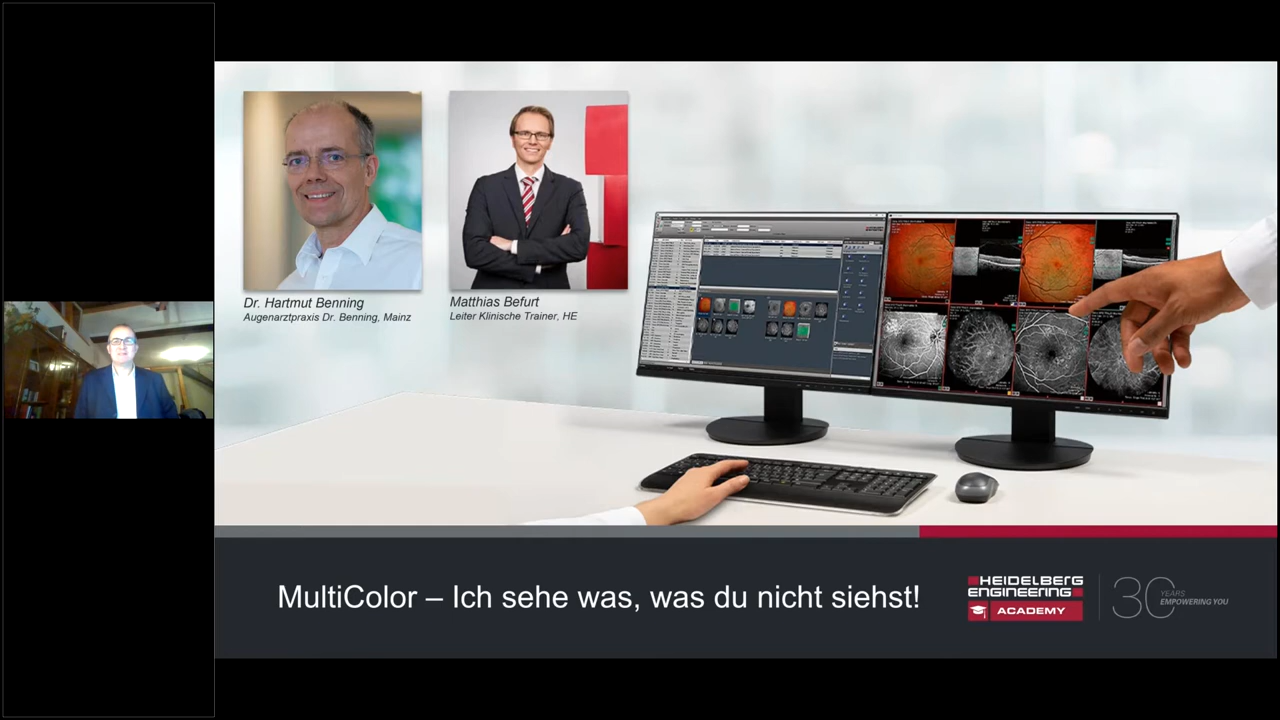 Dr. Hartmut Benning
Augenarztpraxis Dr. Benning, Mainz
Matthias Befurt
Leiter Klinische Trainer, HE
MultiColor – Ich sehe was, was du nicht siehst!
HEIDELBERG
ENGINEERING
ACADEMY
30 YEARS
EMPOWERING YOU